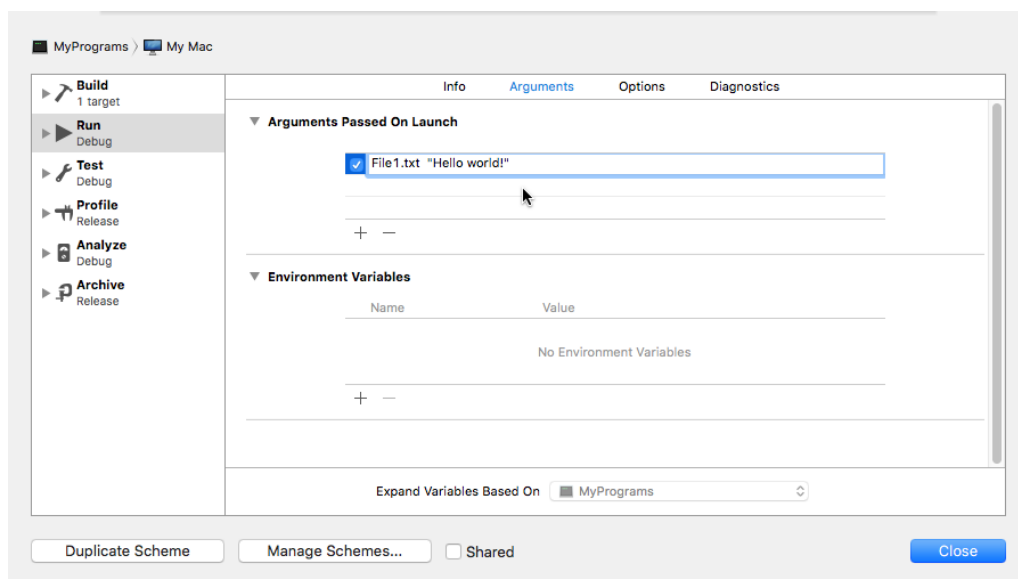 MyPrograms My Mac
Build
1 target
Run
Debug
Test
Debug
Profile
Release
Analyze
Debug
Archive
Release
Info Arguments Options Diagnostics
Arguments Passed On Launch
File1.txt "Hello world!"
Environment Variables
Name Value
No Environment Variables
Expand Variables Based On MyPrograms
Duplicate Scheme Manage Schemes... Shared Close